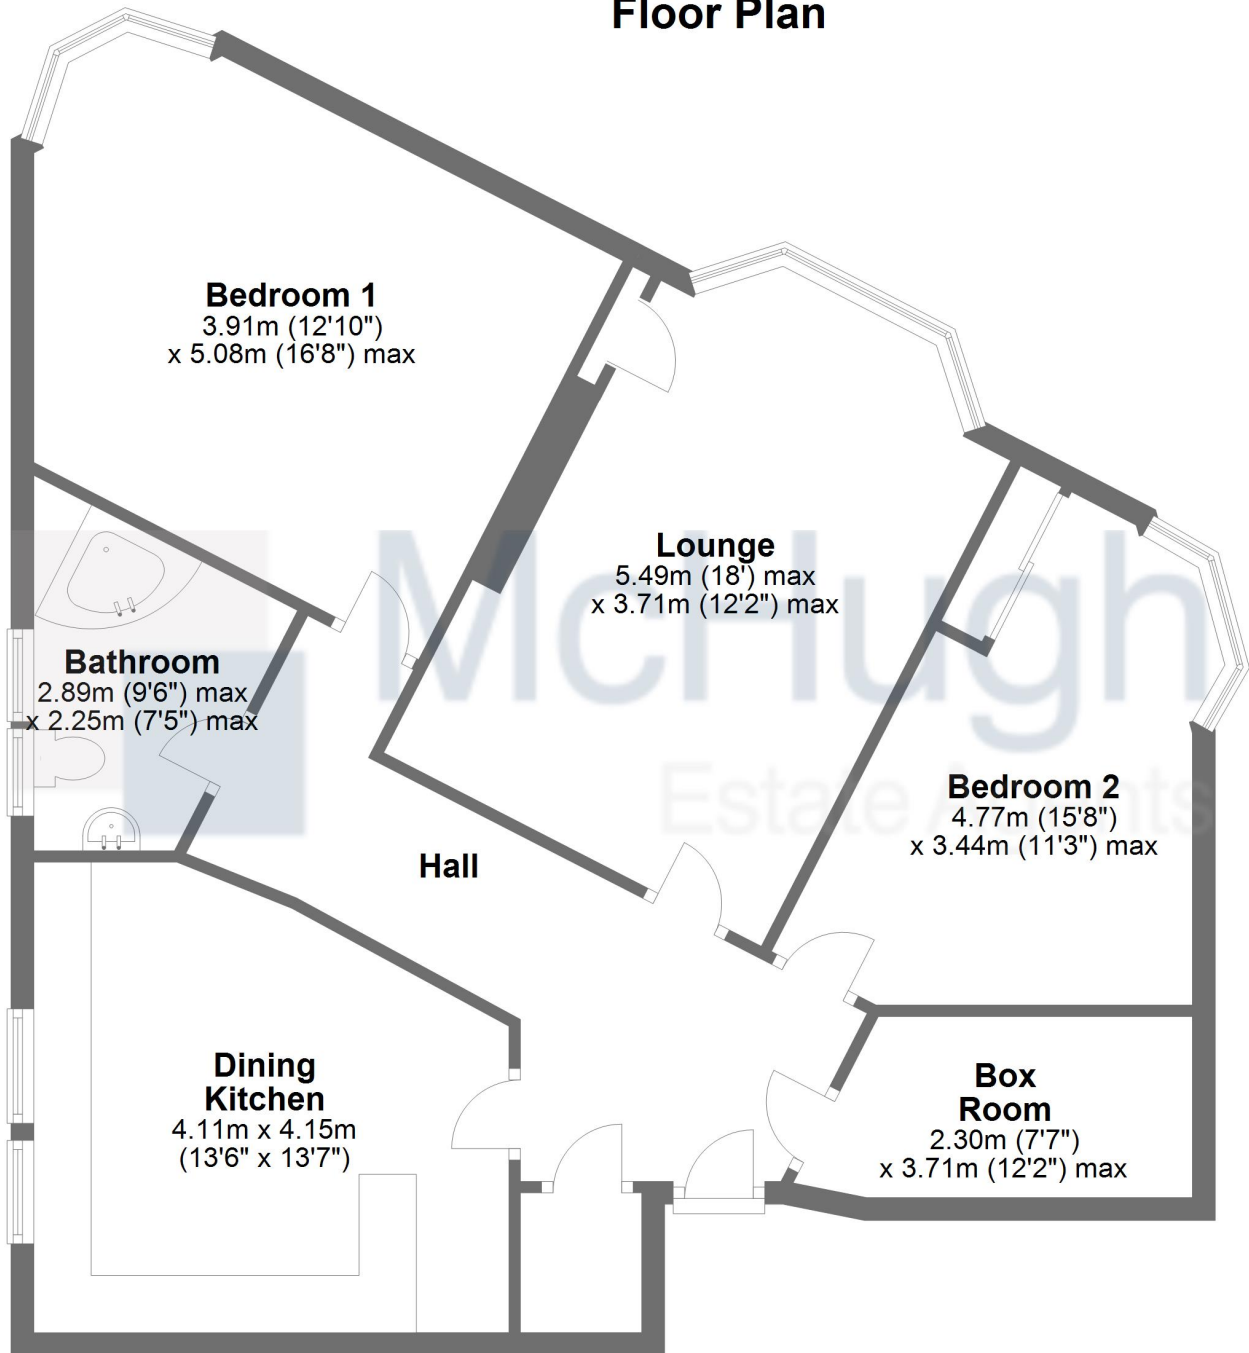 Floor Plan
Bedroom 1
3.91m (12'10")
x 5.08m (16'8") max
Lounge
5.49m (18') max
x 3.71m (12'2") max
McHugh
Estate Agents
Bathroom
2.89m (9'6") max
x 2.25m (7'5") max
Bedroom 2
4.77m (15'8")
x 3.44m (11'3") max
Hall
Dining
Kitchen
4.11m x 4.15m
(13'6" x 13'7")
Box
Room
2.30m (7'7")
x 3.71m (12'2") max